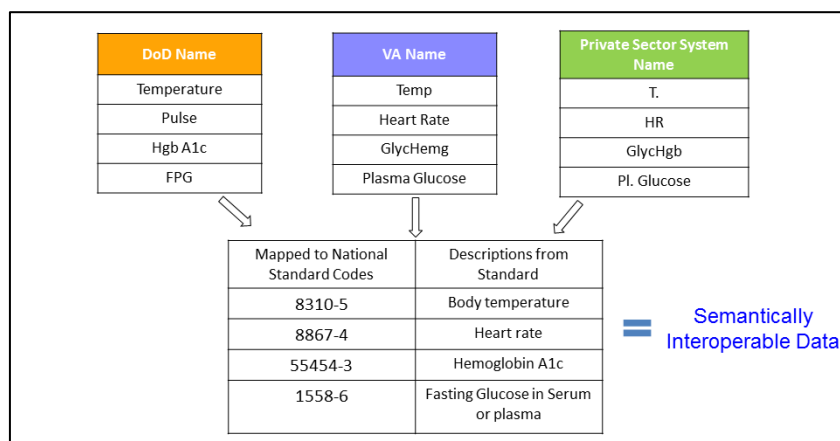 DoD Name
Temperature
Pulse
Hgb A1c
FPG
VA Name
Temp
Heart Rate
GlycHemg
Plasma Glucose
Private Sector System
Name
T.
HR
GlycHgb
Pl. Glucose
Mapped to National
Standard Codes
Descriptions from
Standard
8310-5
Body temperature
8867-4
Heart rate
55454-3
Hemoglobin A1c
1558-6
Fasting Glucose in Serum
or plasma
=
Semantically
Interoperable Data